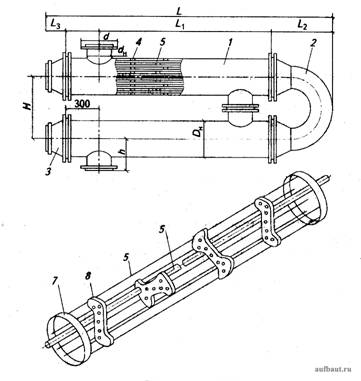 L
L₃ d L₁ L₂
dн 4 5 1 2
H
300
Dн
h
3
5
5
8
7
aufbaut.ru